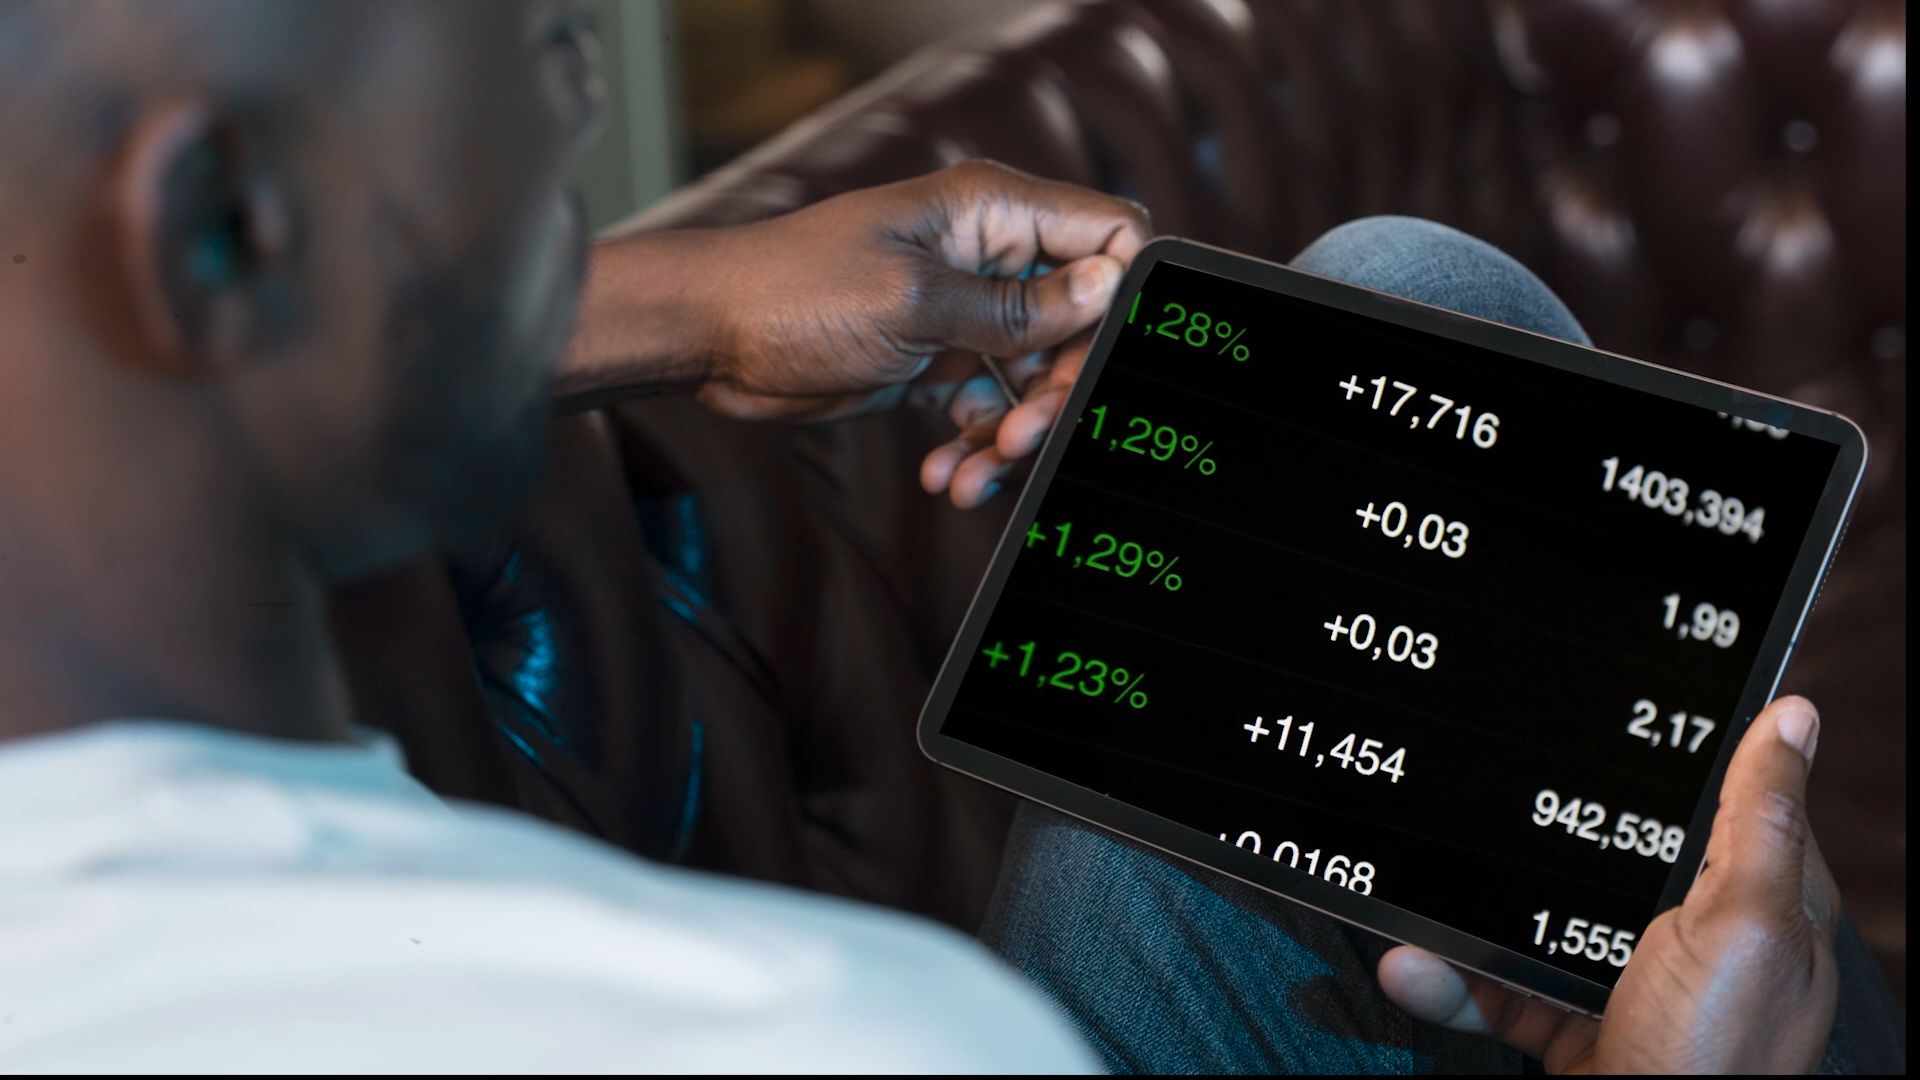 1,28% +17,716 1403,394
1,29% +0,03 1,99
+1,29% +0,03 2,17
+1,23% +11,454 942,538
+0,0168 1,555